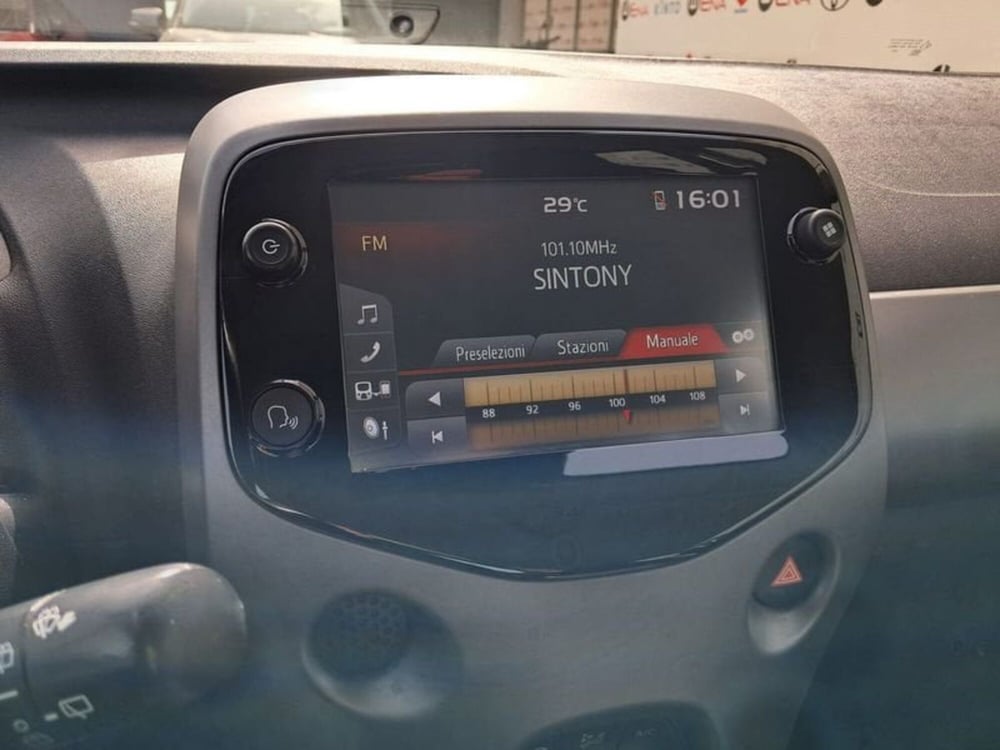 29°C 16:01
FM
101.10MHz
SINTONY
Preselezioni Stazioni Manuale
88 92 96 100 104 108